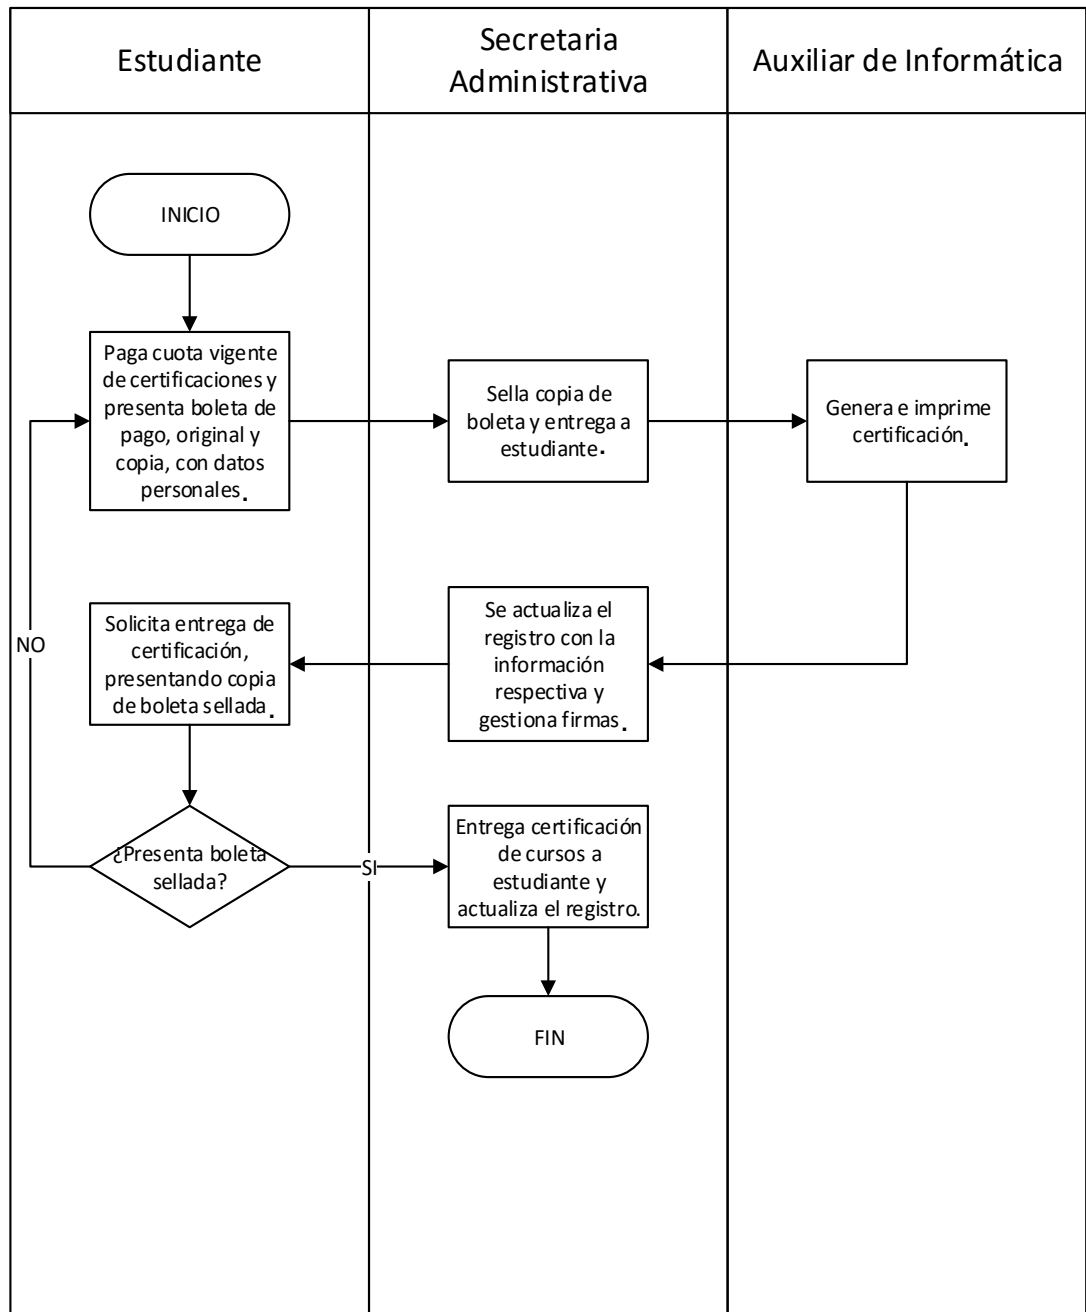 Estudiante
Secretaria
Administrativa
Auxiliar de Informática
INICIO
Paga cuota vigente
de certificaciones y
presenta boleta de
pago, original y
copia, con datos
personales.
Sella copia de
boleta y entrega a
estudiante.
Genera e imprime
certificación.
Solicita entrega de
certificación,
presentando copia
de boleta sellada.
Se actualiza el
registro con la
información
respectiva y
gestiona firmas.
NO
¿Presenta boleta
sellada?
SI
Entrega certificación
de cursos a
estudiante y
actualiza el registro.
FIN